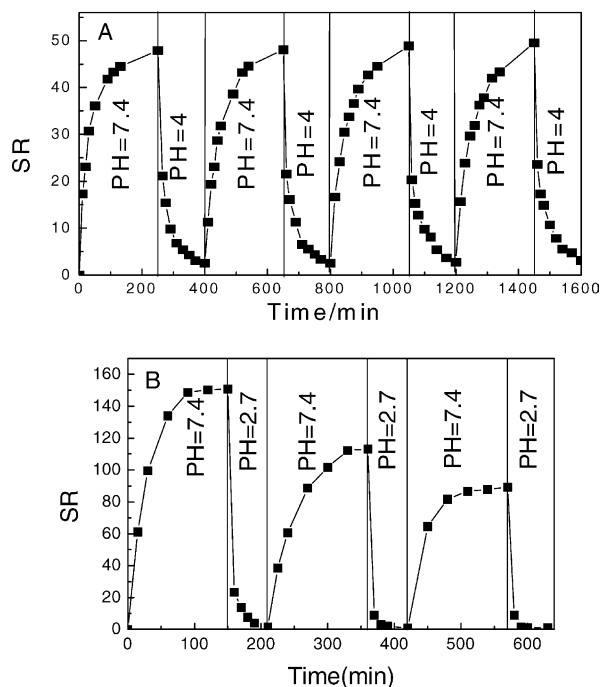 A
50
40
30
20
10
0
SR
PH=7.4
PH=4
PH=7.4
PH=4
PH=7.4
PH=4
PH=7.4
PH=4
0 200 400 600 800 1000 1200 1400 1600
Time/min
B
160
140
120
100
80
60
40
20
0
SR
PH=7.4
PH=2.7
PH=7.4
PH=2.7
PH=7.4
PH=2.7
0 100 200 300 400 500 600
Time(min)